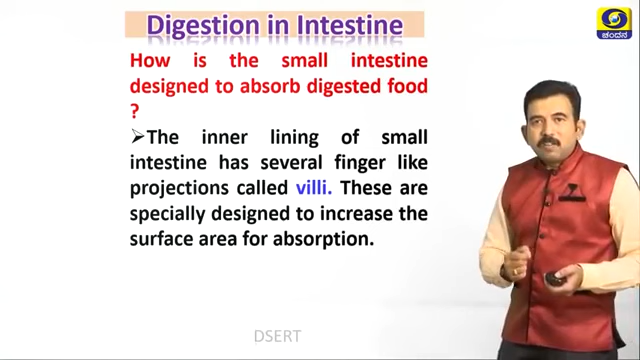 Digestion in Intestine
ಚಂದನ
How is the small intestine
designed to absorb digested food
?
➢The inner lining of small
intestine has several finger like
projections called villi. These are
specially designed to increase the
surface area for absorption.
DSERT